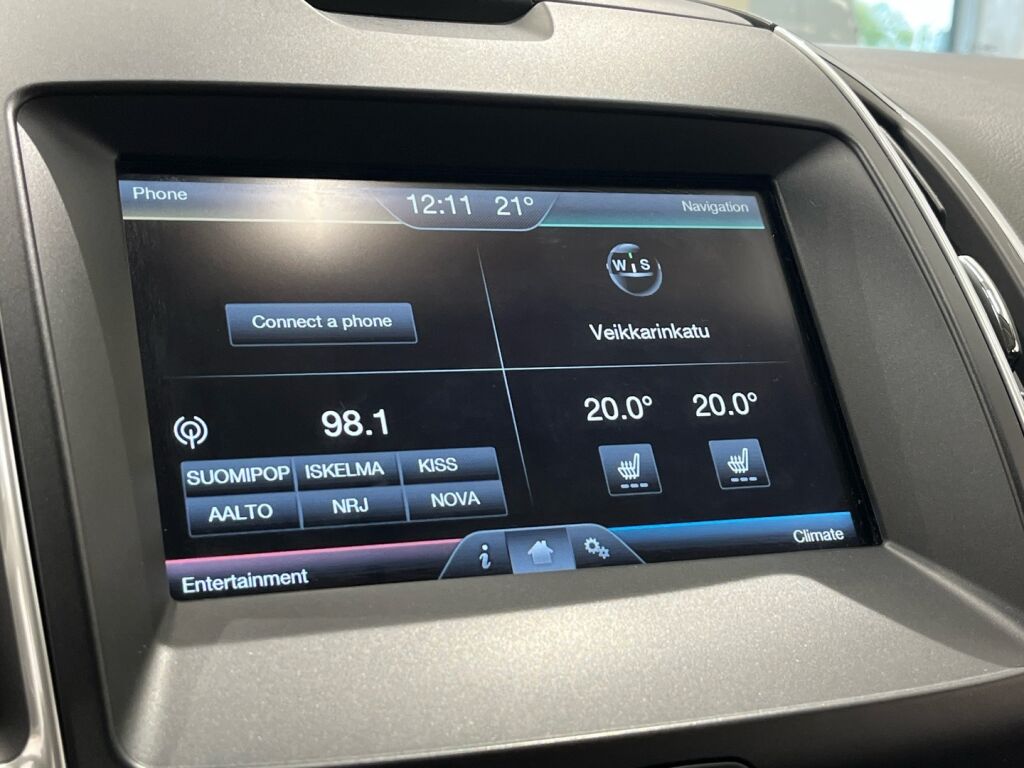 Phone
12:11 21°
Navigation
W S
Connect a phone
Veikkarinkatu
98.1
SUOMIPOP ISKELMA KISS
AALTO NRJ NOVA
20.0° 20.0°
i
Entertainment
Climate